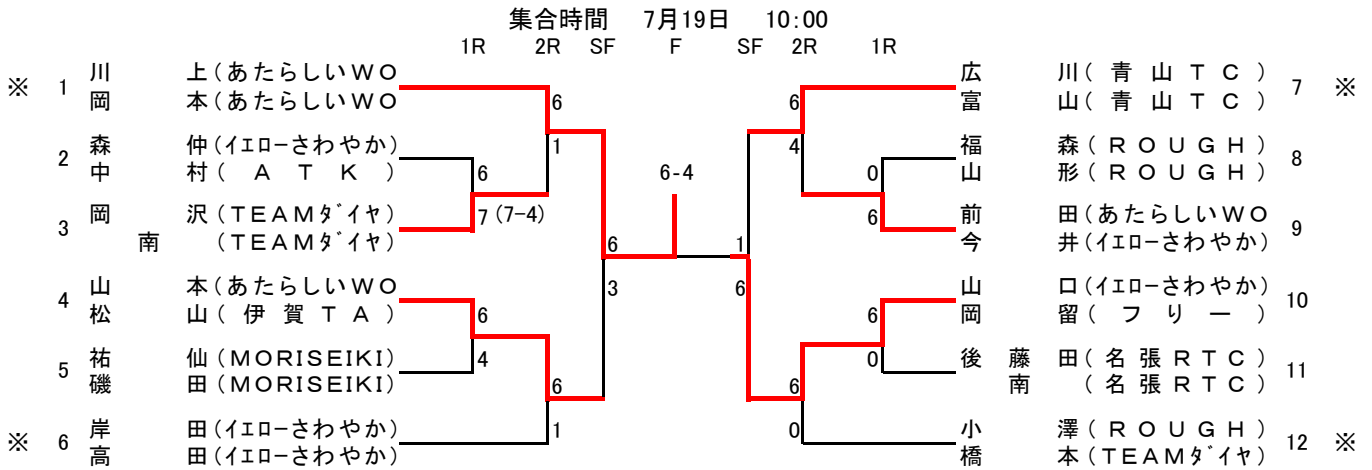 集合時間 7月19日 10:00
1R 2R SF F SF 2R 1R
※ 1 川 上(あたらしいWO
岡 本(あたらしいWO
2 森 仲(イエローさわやか)
中 村( A T K )
3 岡 沢(TEAMダイヤ)
南 (TEAMダイヤ)
4 山 本(あたらしいWO
松 山( 伊賀TA )
5 祐 仙(MORISEIKI)
磯 田(MORISEIKI)
※ 6 岸 田(イエローさわやか)
高 田(イエローさわやか)
6
1
6
7(7-4)
6
3
6
4
6
1
6-4
6
4
0
6
1
6
6
0
6
0
広 川( 青山TC ) 7 ※
富 山( 青山TC )
福 森( ROUGH ) 8
山 形( ROUGH )
前 田(あたらしいWO 9
今 井(イエローさわやか)
山 口(イエローさわやか) 10
岡 留( フリー )
後 藤 田( 名張RTC ) 11
南 ( 名張RTC )
小 澤( ROUGH ) 12 ※
橋 本(TEAMダイヤ)